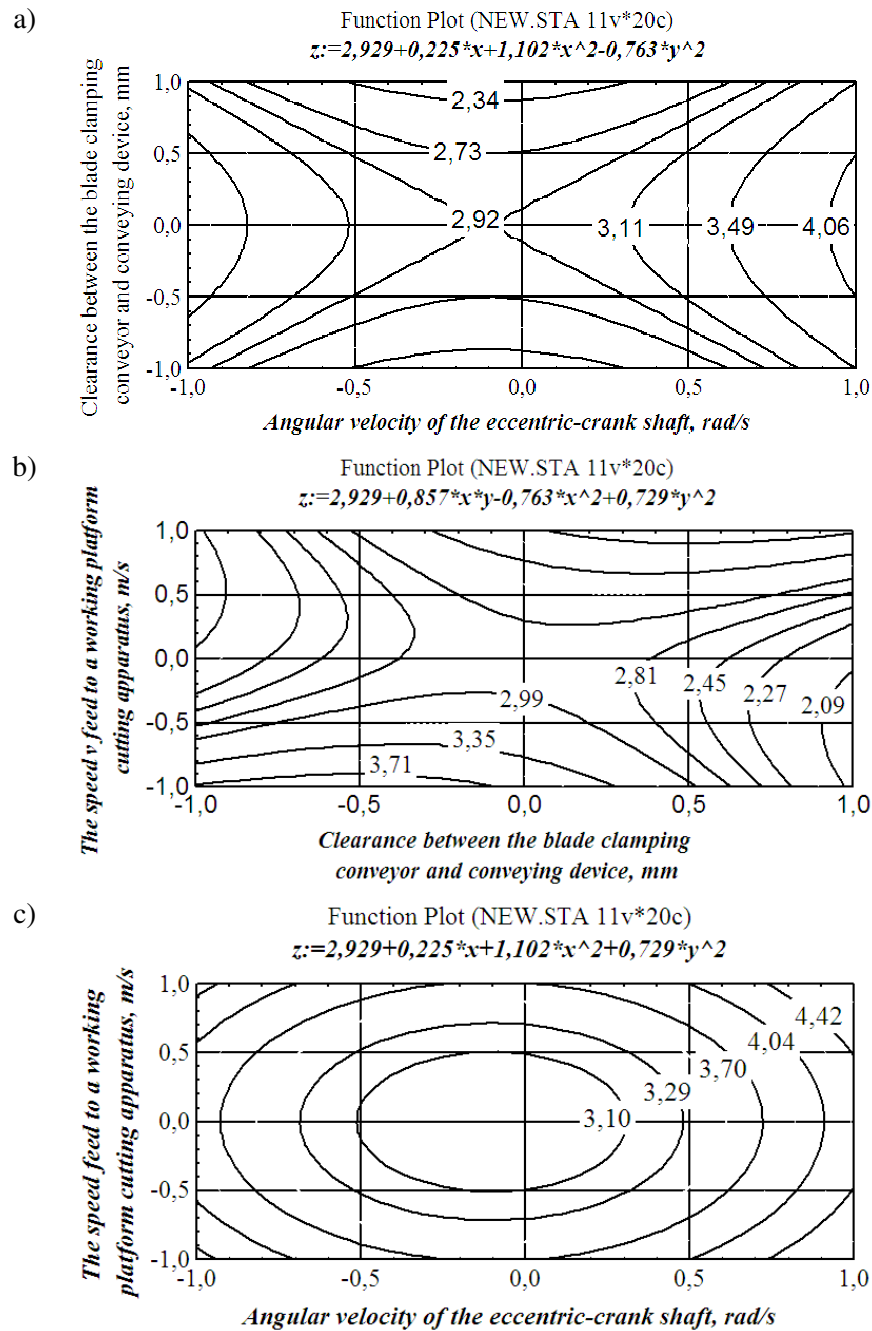 a)
Function Plot (NEW.STA 11v*20c)
z:=2,929+0,225*x+1,102*x^2-0,763*y^2
Clearance between the blade clamping
conveyor and conveying device, mm
1,0
0,5
0,0
-0,5
-1,0
2,34
2,73
2,92
3,11
3,49
4,06
-1,0
-0,5
0,0
0,5
1,0
Angular velocity of the eccentric-crank shaft, rad/s
b)
Function Plot (NEW.STA 11v*20c)
z:=2,929+0,857*x*y-0,763*x^2+0,729*y^2
The speed v feed to a working platform
cutting apparatus, m/s
1,0
0,5
0,0
-0,5
-1,0
2,81
2,45
2,27
2,09
2,99
3,35
3,71
-1,0
-0,5
0,0
0,5
1,0
Clearance between the blade clamping
conveyor and conveying device, mm
c)
Function Plot (NEW.STA 11v*20c)
z:=2,929+0,225*x+1,102*x^2+0,729*y^2
The speed feed to a working
platform cutting apparatus, m/s
1,0
0,5
0,0
-0,5
-1,0
4,42
4,04
3,70
3,29
3,10
-1,0
-0,5
0,0
0,5
1,0
Angular velocity of the eccentric-crank shaft, rad/s